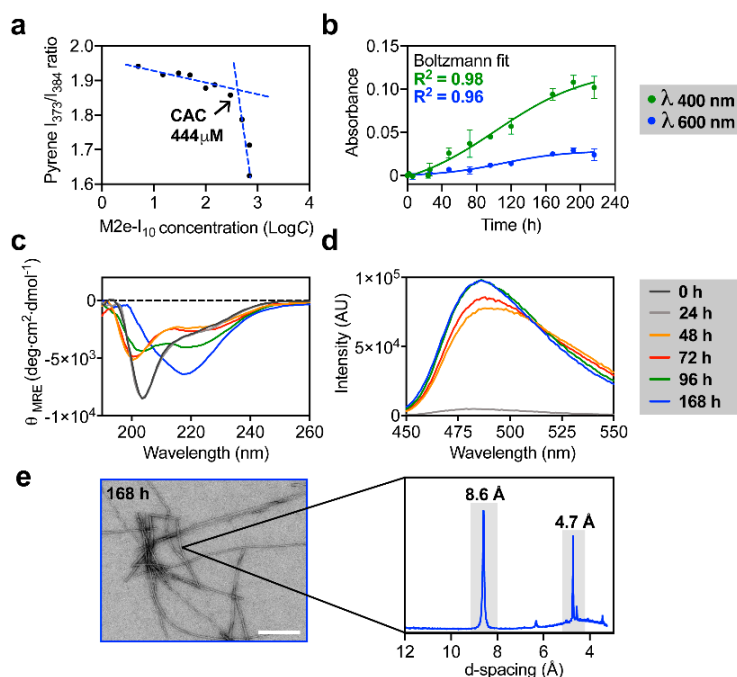 a
Pyrene I373/I384 ratio
2.0
1.9
1.8
1.7
1.6
CAC
444μM
0 1 2 3 4
M2e-I10 concentration (LogC)
b
Absorbance
0.15
0.10
0.05
0
Boltzmann fit
R² = 0.98
R² = 0.96
0 40 80 120 160 200 240
Time (h)
λ 400 nm
λ 600 nm
c
θ MRE (deg·cm²·dmol⁻¹)
0
-5×10³
-1×10⁴
200 220 240 260
Wavelength (nm)
d
Intensity (AU)
1×10⁵
5×10⁴
0
450 475 500 525 550
Wavelength (nm)
0 h
24 h
48 h
72 h
96 h
168 h
e
168 h
8.6 Å
4.7 Å
12 10 8 6 4
d-spacing (Å)